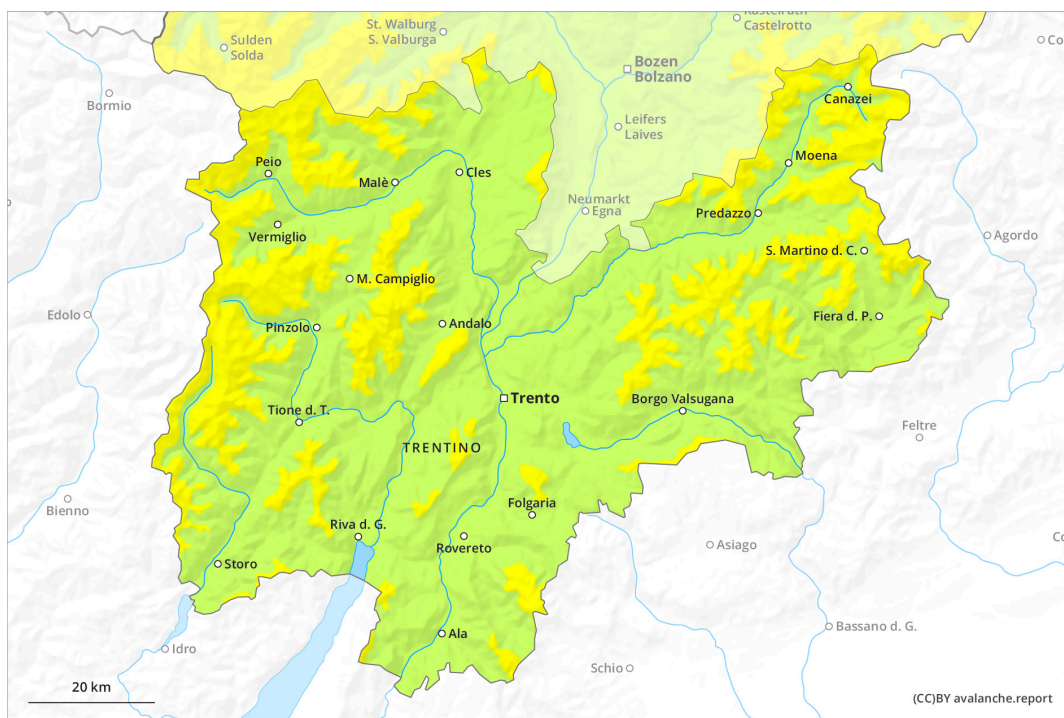 St. Walburg
S. Valburga
Kastelruth
Castelrotto
Sulden
Solda
Bozen
Bolzano
Bormio
Canazei
Leifers
Laives
Moena
Peio
Malè
Cles
Neumarkt
Egna
Predazzo
Vermiglio
S. Martino d. C.
Agordo
M. Campiglio
Edolo
Pinzolo
Andalo
Fiera d. P.
Trento
Borgo Valsugana
Tione d. T.
Feltre
TRENTINO
Bienno
Folgaria
Riva d. G.
Rovereto
Asiago
Storo
Bassano d. G.
Ala
Idro
Schio
20 km
(CC)BY avalanche.report